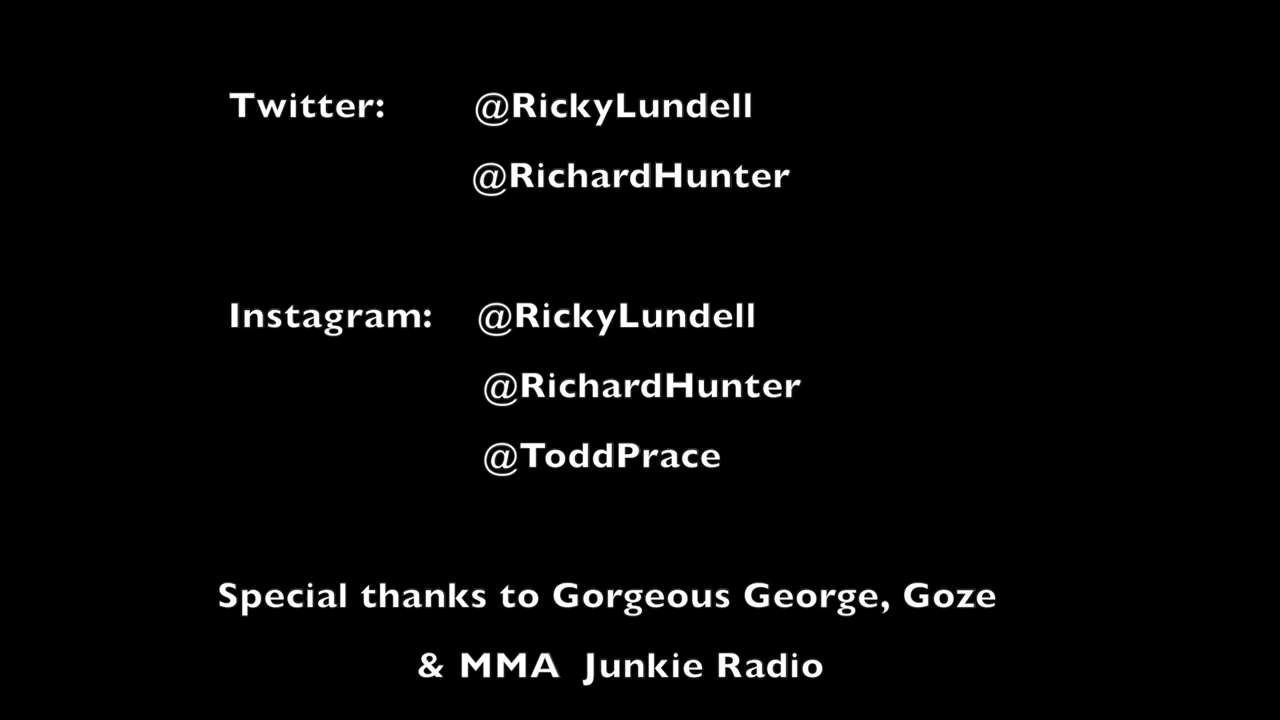 Twitter: @RickyLundell
@RichardHunter
Instagram: @RickyLundell
@RichardHunter
@ToddPrace
Special thanks to Gorgeous George, Goze
& MMA Junkie Radio